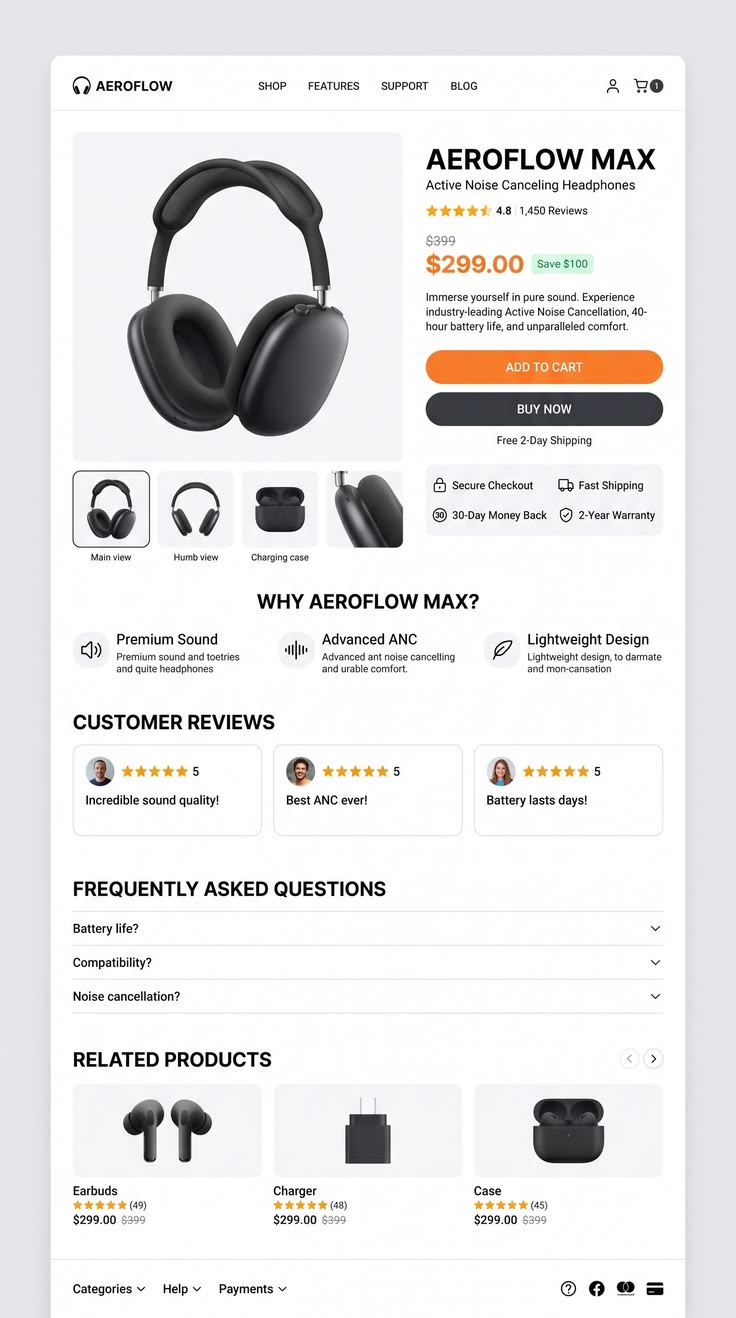 AEROFLOW
SHOP FEATURES SUPPORT BLOG
1
AEROFLOW MAX
Active Noise Canceling Headphones
4.8 1,450 Reviews
$399
$299.00 Save $100
Immerse yourself in pure sound. Experience
industry-leading Active Noise Cancellation, 40-
hour battery life, and unparalleled comfort.
ADD TO CART
BUY NOW
Free 2-Day Shipping
Secure Checkout Fast Shipping
30 30-Day Money Back 2-Year Warranty
Main view Humb view Charging case
WHY AEROFLOW MAX?
Premium Sound
Premium sound and toetries
and quite headphones
Advanced ANC
Advanced ant noise cancelling
and urable comfort.
Lightweight Design
Lightweight design, to darmate
and mon-cansation
CUSTOMER REVIEWS
5
Incredible sound quality!
5
Best ANC ever!
5
Battery lasts days!
FREQUENTLY ASKED QUESTIONS
Battery life?
Compatibility?
Noise cancellation?
RELATED PRODUCTS
Earbuds
(49)
$299.00 $399
Charger
(48)
$299.00 $399
Case
(45)
$299.00 $399
Categories Help Payments
?